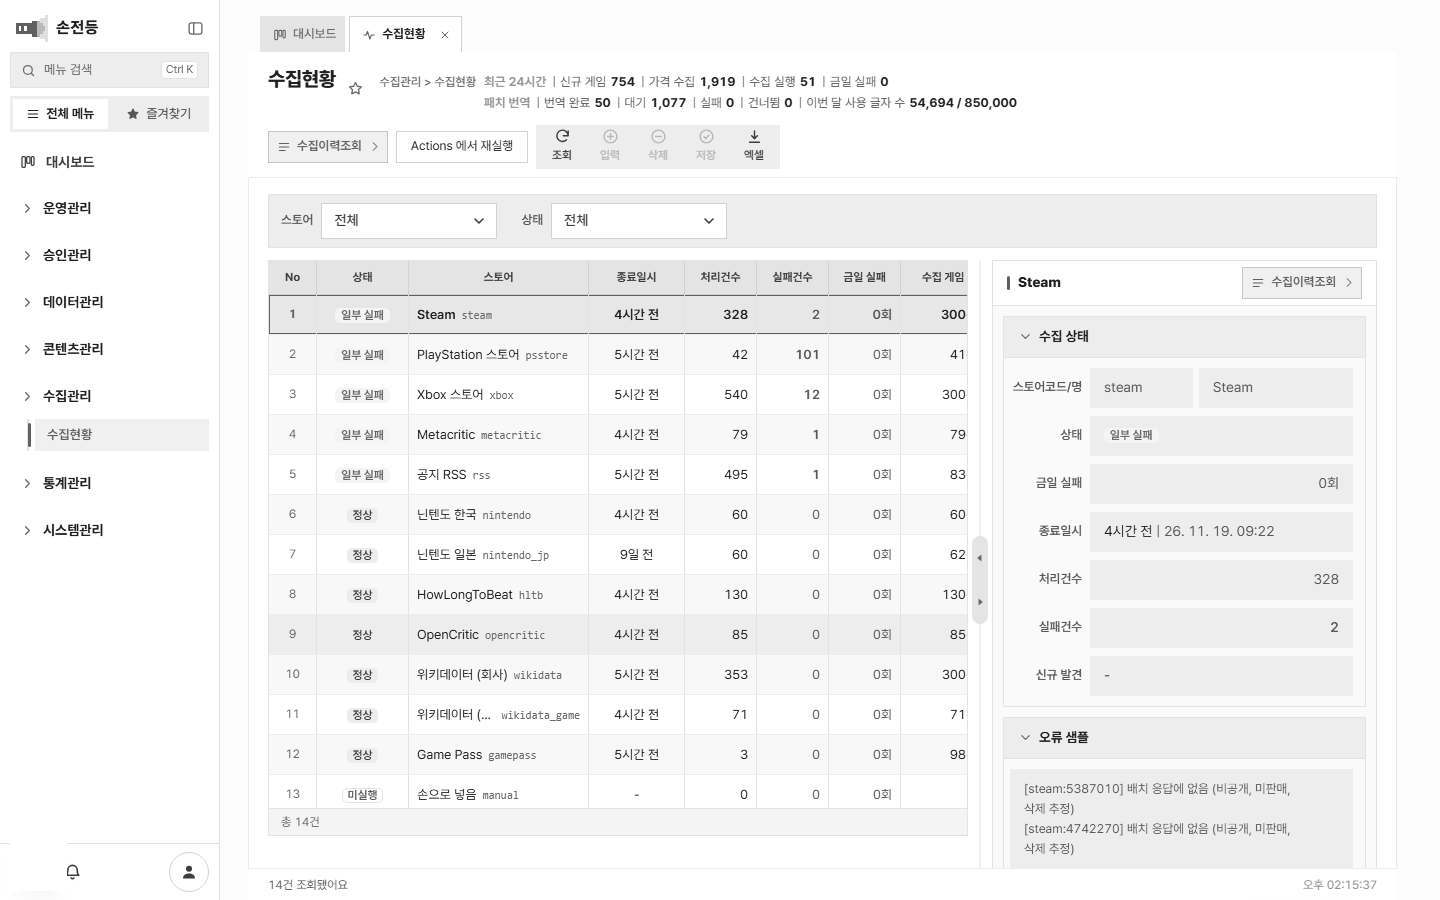 손전등
메뉴 검색 Ctrl K
전체 메뉴 즐겨찾기
대시보드
운영관리
승인관리
데이터관리
콘텐츠관리
수집관리
수집현황
통계관리
시스템관리
대시보드 수집현황 ×
수집현황 수집관리 > 수집현황 최근 24시간 | 신규 게임 754 | 가격 수집 1,919 | 수집 실행 51 | 금일 실패 0
패치 번역 | 번역 완료 50 | 대기 1,077 | 실패 0 | 건너뜀 0 | 이번 달 사용 글자 수 54,694 / 850,000
수집이력조회 Actions 에서 재실행 조회 입력 삭제 저장 엑셀
스토어 전체 상태 전체
No 상태 스토어 종료일시 처리건수 실패건수 금일 실패 수집 게임
1 일부 실패 Steam steam 4시간 전 328 2 0회 300
2 일부 실패 PlayStation 스토어 psstore 5시간 전 42 101 0회 41
3 일부 실패 Xbox 스토어 xbox 5시간 전 540 12 0회 300
4 일부 실패 Metacritic metacritic 4시간 전 79 1 0회 79
5 일부 실패 공지 RSS rss 5시간 전 495 1 0회 83
6 정상 닌텐도 한국 nintendo 4시간 전 60 0 0회 60
7 정상 닌텐도 일본 nintendo_jp 9일 전 60 0 0회 62
8 정상 HowLongToBeat hltb 4시간 전 130 0 0회 130
9 정상 OpenCritic opencritic 4시간 전 85 0 0회 85
10 정상 위키데이터 (회사) wikidata 5시간 전 353 0 0회 300
11 정상 위키데이터 (... wikidata_game 4시간 전 71 0 0회 71
12 정상 Game Pass gamepass 5시간 전 3 0 0회 98
13 미실행 손으로 넣음 manual - 0 0 0회
총 14건
Steam 수집이력조회
수집 상태
스토어코드/명 steam Steam
상태 일부 실패
금일 실패 0회
종료일시 4시간 전 | 26. 11. 19. 09:22
처리건수 328
실패건수 2
신규 발견 -
오류 샘플
[steam:5387010] 배치 응답에 없음 (비공개, 미판매,
삭제 추정)
[steam:4742270] 배치 응답에 없음 (비공개, 미판매,
삭제 추정)
14건 조회됐어요 오후 02:15:37